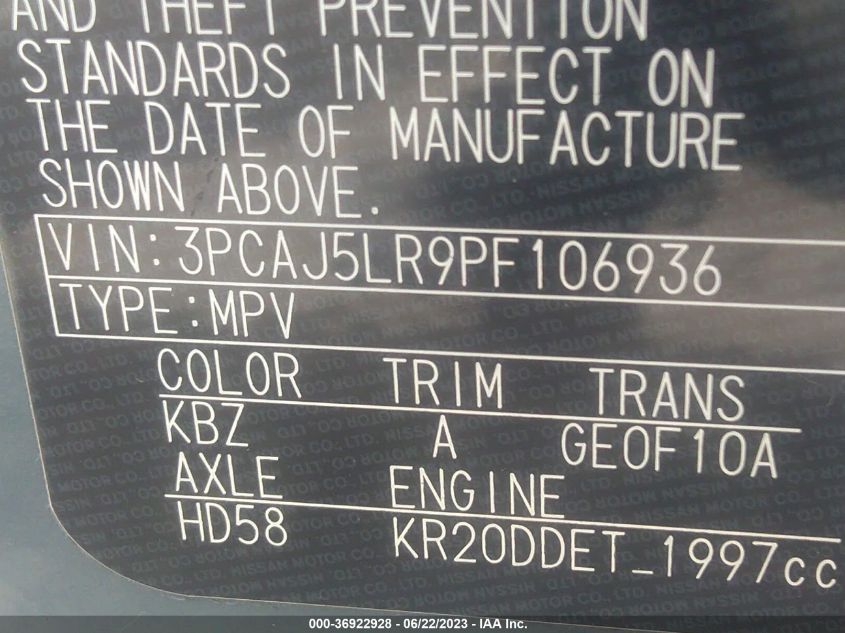 AND THEFT PREVENTION
STANDARDS IN EFFECT ON
THE DATE OF MANUFACTURE
SHOWN ABOVE.
VIN:3PCAJ5LR9PF106936
TYPE:MPV
COLOR TRIM TRANS
KBZ A GE0F10A
AXLE ENGINE
HD58 KR20DDET_1997cc
000-36922928 - 06/22/2023 - IAA Inc.